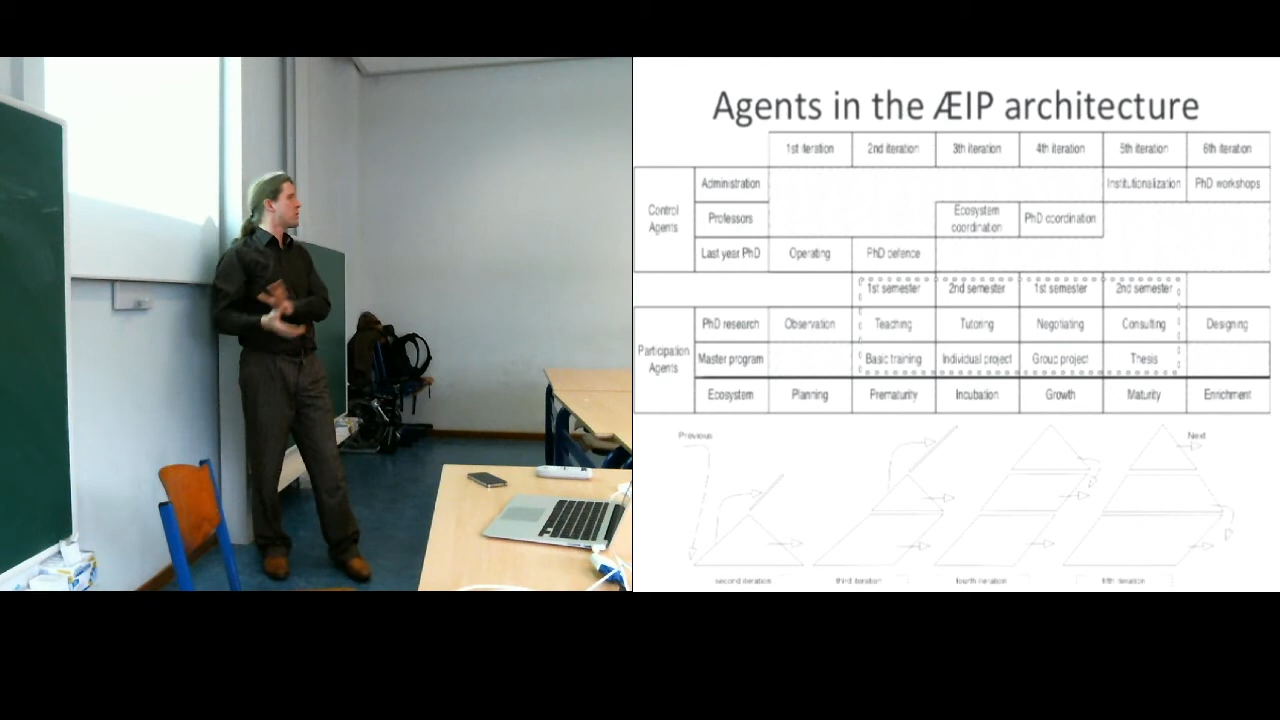 Agents in the ÆIP architecture
1st iteration 2nd iteration 3th iteration 4th iteration 5th iteration 6th iteration
Control Agents
Administration Institutionalization PhD workshops
Professors Ecosystem coordination PhD coordination
Last year PhD Operating PhD defence
1st semester 2nd semester 1st semester 2nd semester
Participation Agents
PhD research Observation Teaching Tutoring Negotiating Consulting Designing
Master program Basic training Individual project Group project Thesis
Ecosystem Planning Prematurity Incubation Growth Maturity Enrichment
Previous Next
second iteration third iteration fourth iteration fifth iteration